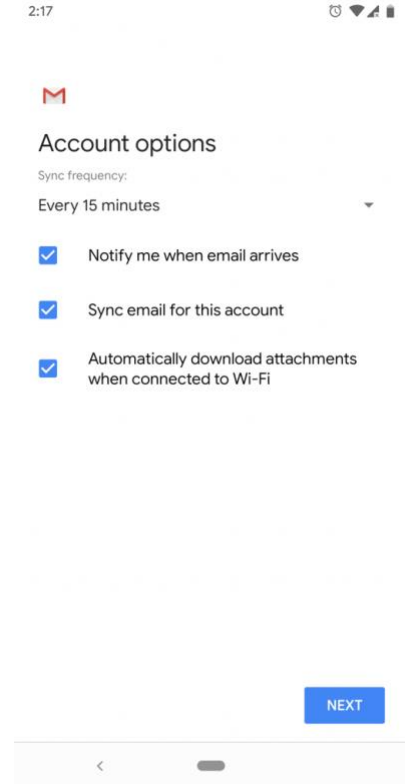 2:17
Account options
Sync frequency:
Every 15 minutes
Notify me when email arrives
Sync email for this account
Automatically download attachments
when connected to Wi-Fi
NEXT